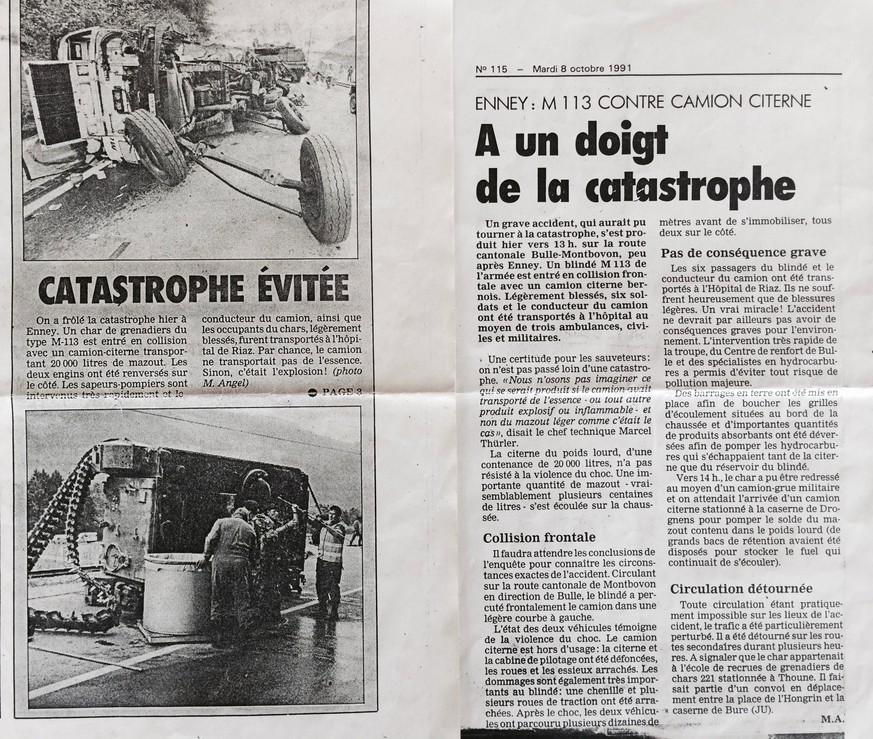 CATASTROPHE ÉVITÉE
On a frôlé la catastrophe hier à
Enney. Un char de grenadiers du
type M-113 est entré en collision
avec un camion-citerne transpor-
tant 20 000 litres de mazout. Les
deux engins ont été renversés sur
le côté. Les sapeurs-pompiers sont
intervenus très rapidement et le
conducteur du camion, ainsi que
les occupants du chars, légèrement
blessés, furent transportés à l'hôpi-
tal de Riaz. Par chance, le camion
ne transportait pas de l'essence.
Sinon, c'était l'explosion! (photo
M. Angel)
PAGE 3
Nº 115 – Mardi 8 octobre 1991
ENNEY: M 113 CONTRE CAMION CITERNE
A un doigt
de la catastrophe
Un grave accident, qui aurait pu
tourner à la catastrophe, s'est pro-
duit hier vers 13 h. sur la route
cantonale Bulle-Montbovon, peu
après Enney. Un blindé M 113 de
l'armée est entré en collision fron-
tale avec un camion citerne ber-
nois. Légèrement blessés, six sol-
dats et le conducteur du camion
ont été transportés à l'hôpital au
moyen de trois ambulances, civi-
les et militaires.
Une certitude pour les sauveteurs:
on n'est pas passé loin d'une catastro-
phe. «Nous n'osons pas imaginer ce
qui se serait produit si le camion avait
transporté de l'essence - ou tout autre
produit explosif ou inflammable - et
non du mazout léger comme c'était le
cas», disait le chef technique Marcel
Thürler.
La citerne du poids lourd, d'une
contenance de 20 000 litres, n'a pas
résisté à la violence du choc. Une im-
portante quantité de mazout - vrai-
semblablement plusieurs centaines
de litres - s'est écoulée sur la chaus-
sée.
Collision frontale
Il faudra attendre les conclusions de
l'enquête pour connaître les circons-
tances exactes de l'accident. Circulant
sur la route cantonale de Montbovon
en direction de Bulle, le blindé a per-
cuté frontalement le camion dans une
légère courbe à gauche.
L'état des deux véhicules témoigne
de la violence du choc. Le camion
citerne est hors d'usage: la citerne et
la cabine de pilotage ont été défoncées,
les roues et les essieux arrachés. Les
dommages sont également très impor-
tants au blindé: une chenille et plu-
sieurs roues de traction ont été arra-
chées. Après le choc, les deux véhicu-
les ont parcouru plusieurs dizaines de
mètres avant de s'immobiliser, tous
deux sur le côté.
Pas de conséquence grave
Les six passagers du blindé et le
conducteur du camion ont été trans-
portés à l'Hôpital de Riaz. Ils ne souf-
frent heureusement que de blessures
légères. Un vrai miracle! L'accident
ne devrait par ailleurs pas avoir de
conséquences graves pour l'environ-
nement. L'intervention très rapide de
la troupe, du Centre de renfort de Bul-
le et des spécialistes en hydrocarbu-
res a permis d'éviter tout risque de
pollution majeure.
Des barrages en terre ont été mis en
place afin de boucher les grilles
d'écoulement situées au bord de la
chaussée et d'importantes quantités
de produits absorbants ont été déver-
sées afin de pomper les hydrocarbu-
res qui s'échappaient tant de la citer-
ne que du réservoir du blindé.
Vers 14 h., le char a pu être redressé
au moyen d'un camion-grue militaire
et on attendait l'arrivée d'un camion
citerne stationné à la caserne de Dro-
gnens pour pomper le solde du ma-
zout contenu dans le poids lourd (de
grands bacs de rétention avaient été
disposés pour stocker le fuel qui
continuait de s'écouler).
Circulation détournée
Toute circulation étant pratique-
ment impossible sur les lieux de l'ac-
cident, le trafic a été particulièrement
perturbé. Il a été détourné sur les rou-
tes secondaires durant plusieurs heu-
res. A signaler que le char appartenait
à l'école de recrues de grenadiers de
chars 221 stationnée à Thoune. Il fai-
sait partie d'un convoi en déplace-
ment entre la place de l'Hongrin et la
caserne de Bure (JU).
M.A.